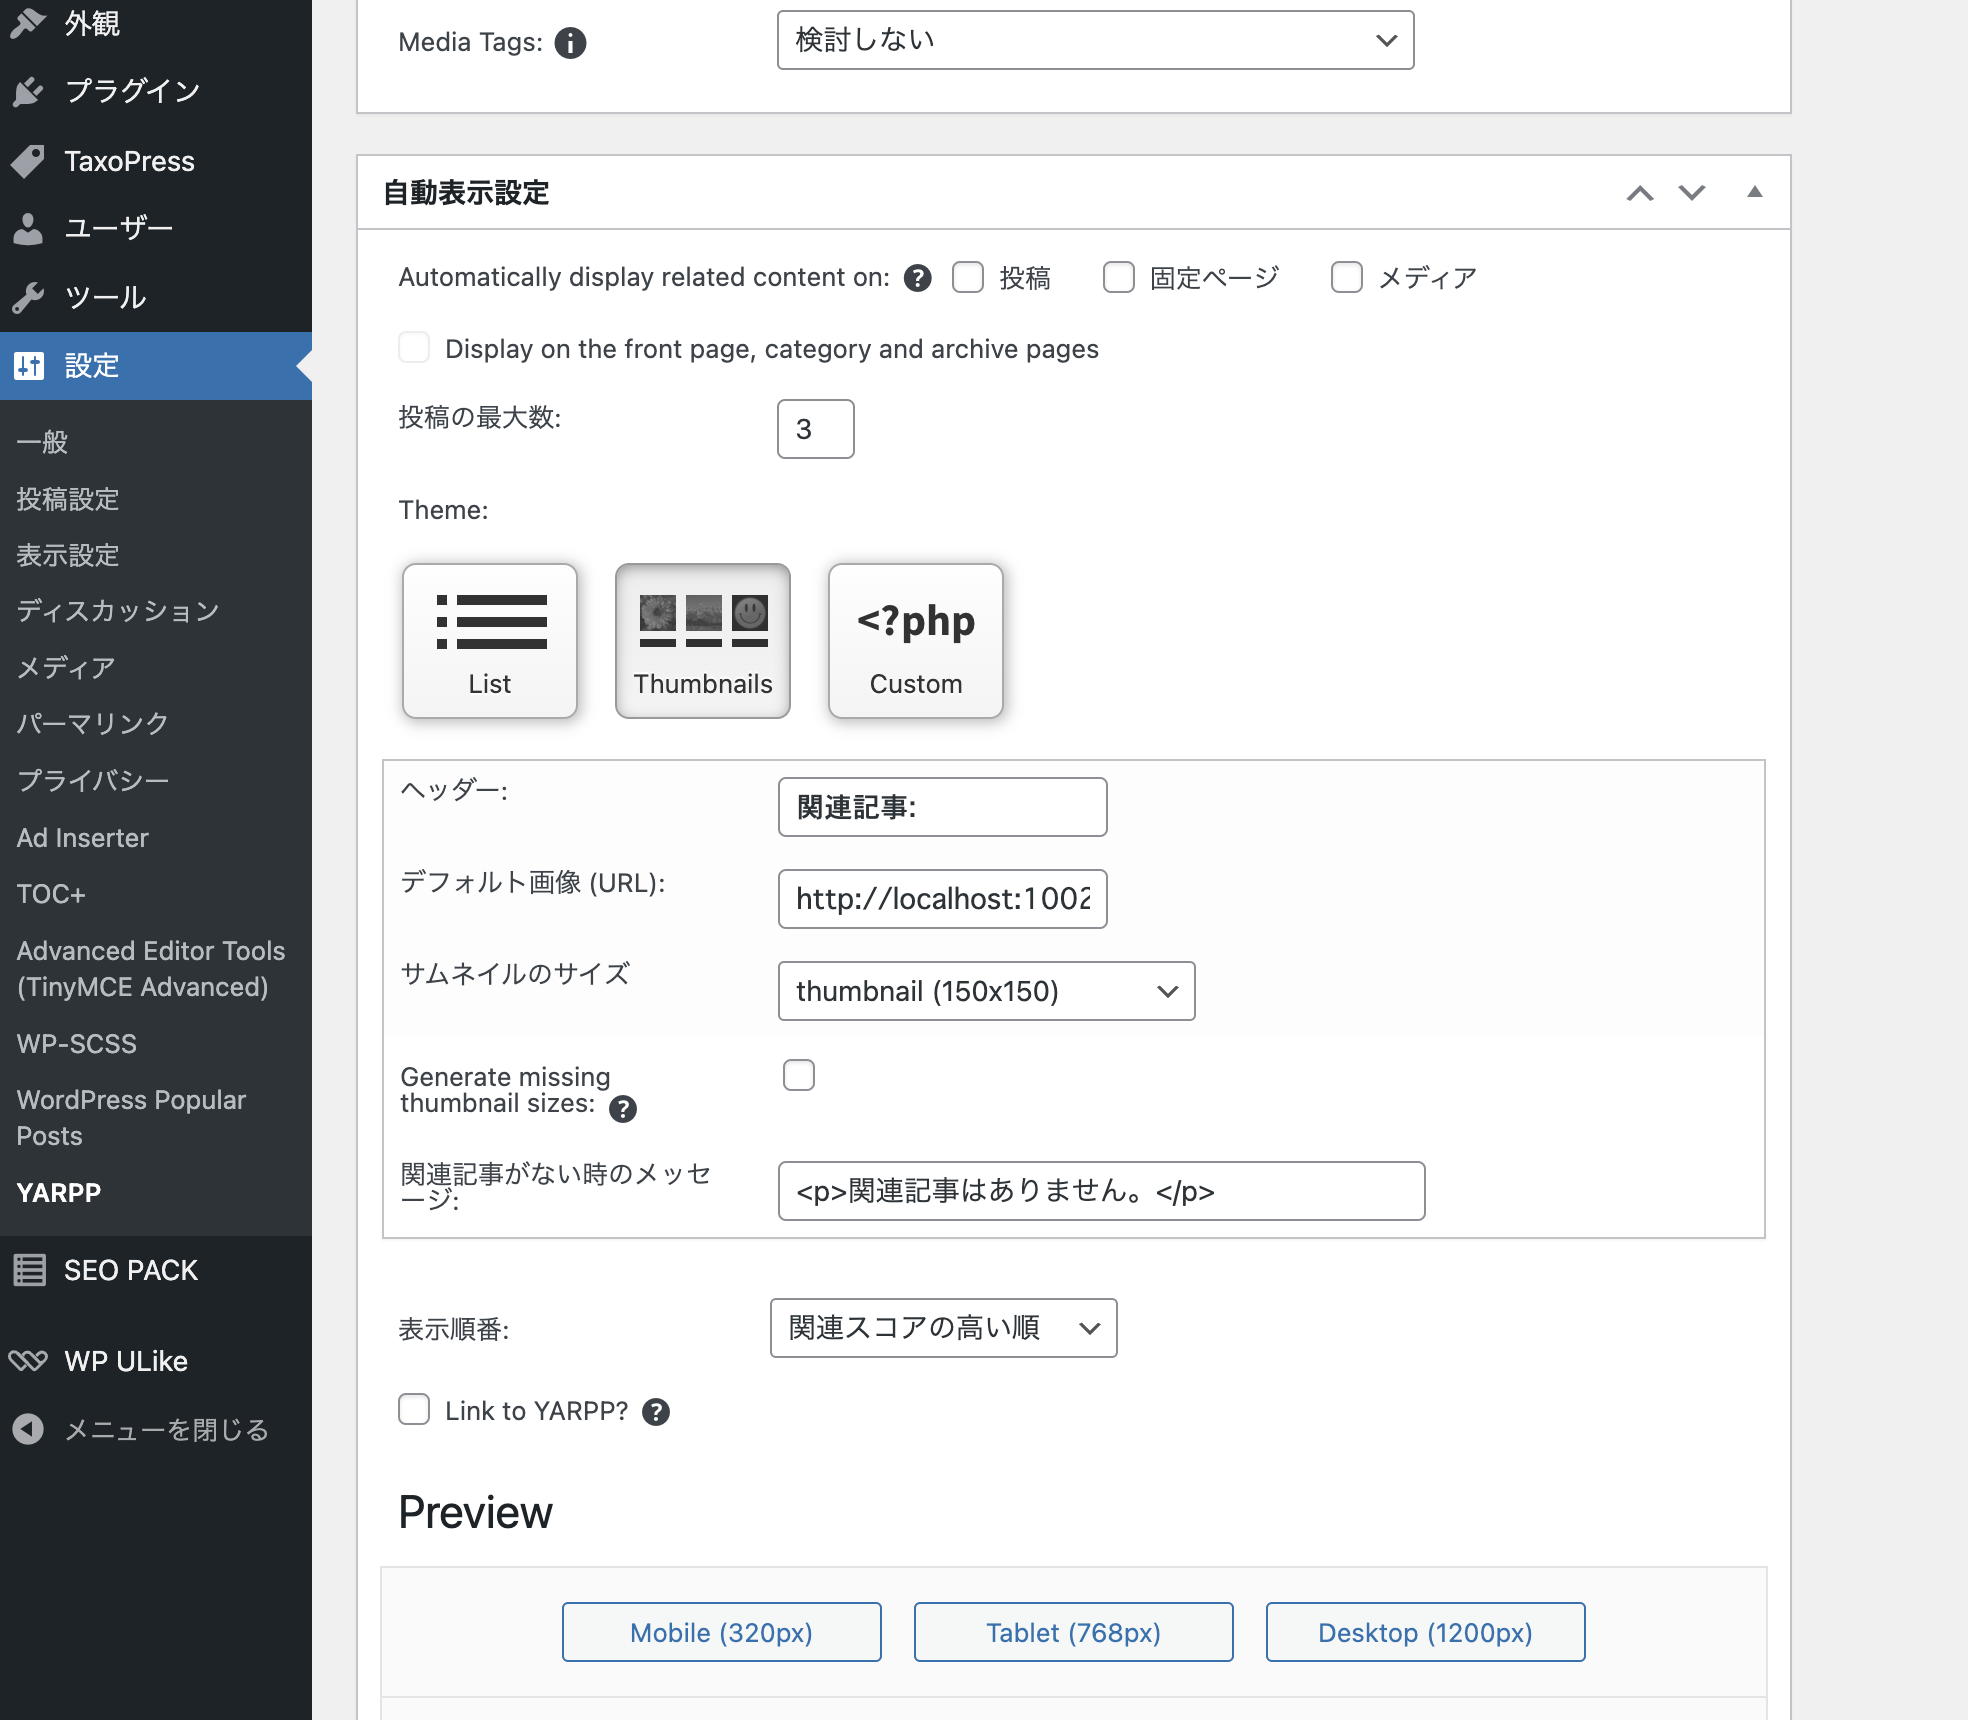 外観
プラグイン
TaxoPress
ユーザー
ツール
設定
一般
投稿設定
表示設定
ディスカッション
メディア
パーマリンク
プライバシー
Ad Inserter
TOC+
Advanced Editor Tools
(TinyMCE Advanced)
WP-SCSS
WordPress Popular
Posts
YARPP
SEO PACK
WP ULike
メニューを閉じる
Media Tags:
検討しない
自動表示設定
Automatically display related content on: 投稿 固定ページ メディア
Display on the front page, category and archive pages
投稿の最大数: 3
Theme:
List
Thumbnails
<?php
Custom
ヘッダー: 関連記事:
デフォルト画像 (URL): http://localhost:1002
サムネイルのサイズ thumbnail (150x150)
Generate missing
thumbnail sizes:
関連記事がない時のメッセ
ージ:
<p>関連記事はありません。</p>
表示順番: 関連スコアの高い順
Link to YARPP?
Preview
Mobile (320px)
Tablet (768px)
Desktop (1200px)